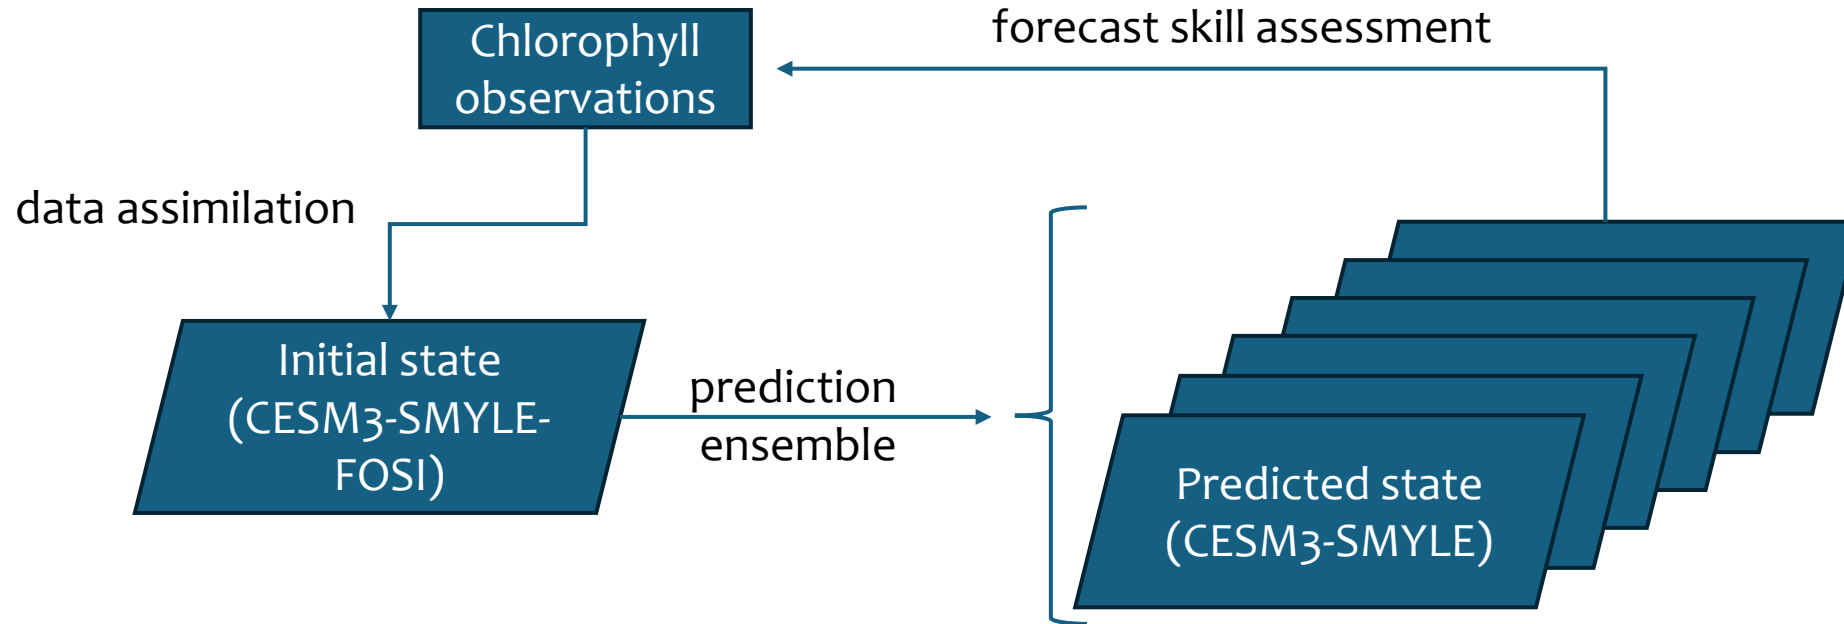 Chlorophyll
observations
forecast skill assessment
data assimilation
Initial state
(CESM3-SMYLE-
FOSI)
prediction
ensemble
Predicted state
(CESM3-SMYLE)